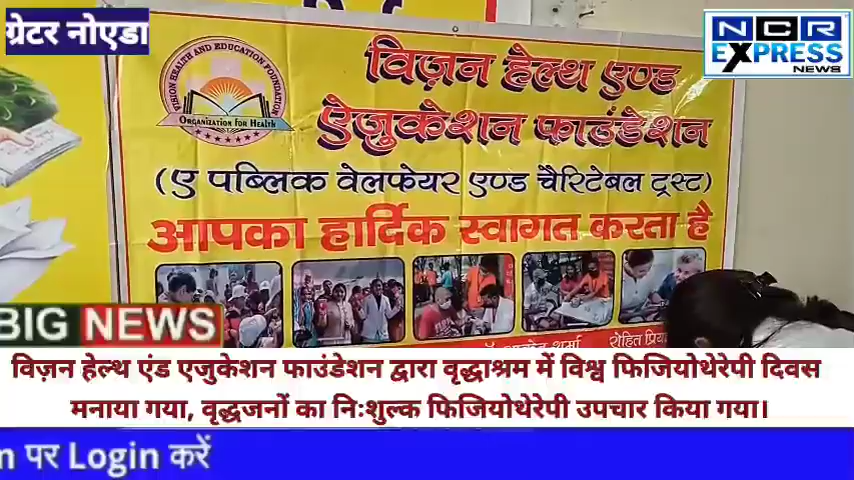 ग्रेटर नोएडा
NCR
EXPRESS
NEWS
VISION HEALTH AND EDUCATION FOUNDATION
ORGANIZATION FOR HEALTH
विज़न हेल्थ एण्ड
ऐजुकेशन फाउंडेशन
(ए पब्लिक वेलफेयर एण्ड चैरिटेबल ट्रस्ट)
आपका हार्दिक स्वागत करता है
शर्मा रोहित
BIG NEWS
विज़न हेल्थ एंड एजुकेशन फाउंडेशन द्वारा वृद्धाश्रम में विश्व फिजियोथेरेपी दिवस
मनाया गया, वृद्धजनों का निःशुल्क फिजियोथेरेपी उपचार किया गया।
n पर Login करें